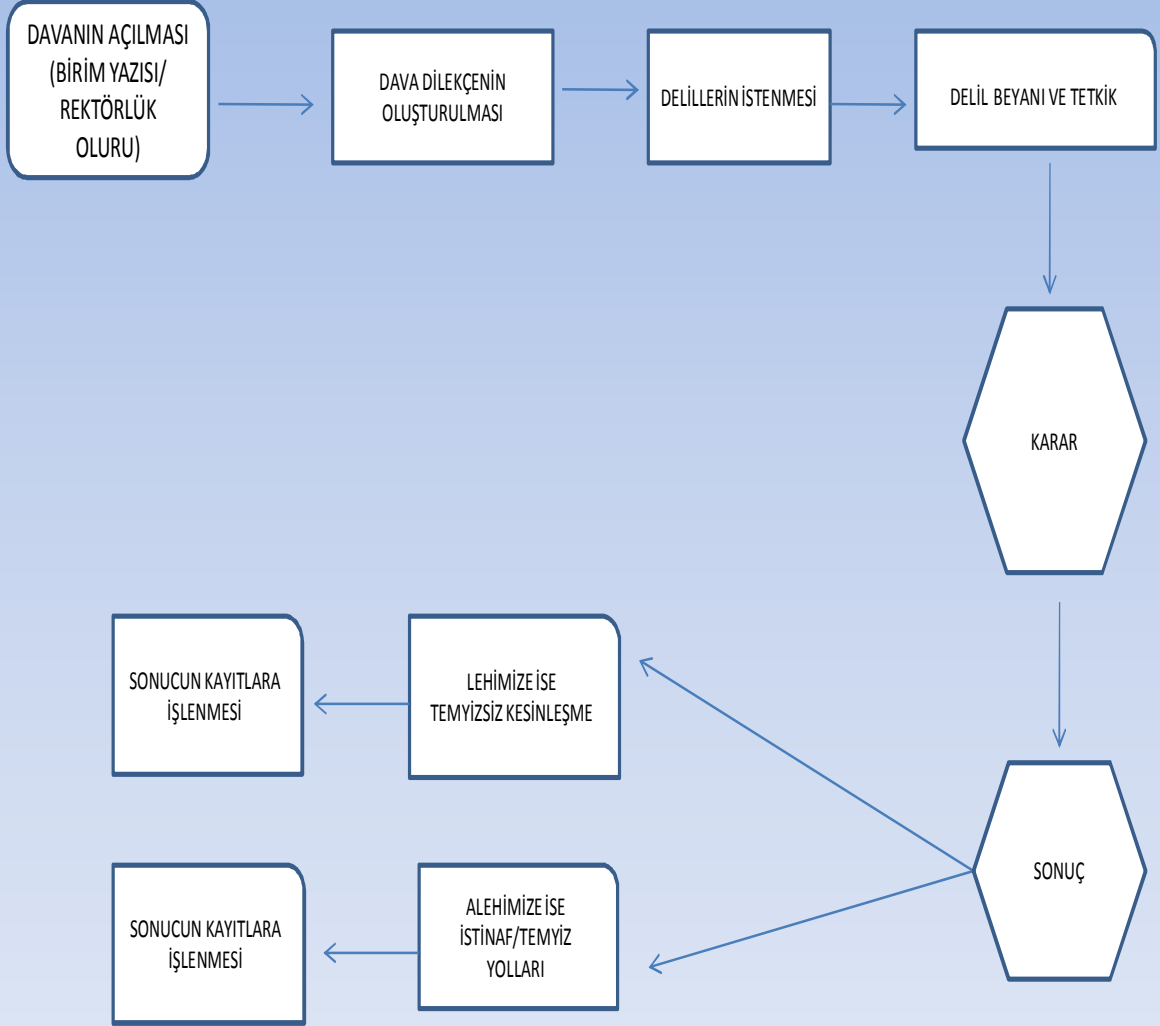 DAVANIN AÇILMASI
(BİRİM YAZISI/
REKTÖRLÜK
OLURU)
DAVA DİLEKÇENİN
OLUŞTURULMASI
DELİLLERİN İSTENMESİ
DELİL BEYANI VE TETKİK
KARAR
SONUÇ
LEHİMİZE İSE
TEMYİZSİZ KESİNLEŞME
SONUCUN KAYITLARA
İŞLENMESİ
ALEHİMİZE İSE
İSTİNAF/TEMYİZ
YOLLARI
SONUCUN KAYITLARA
İŞLENMESİ